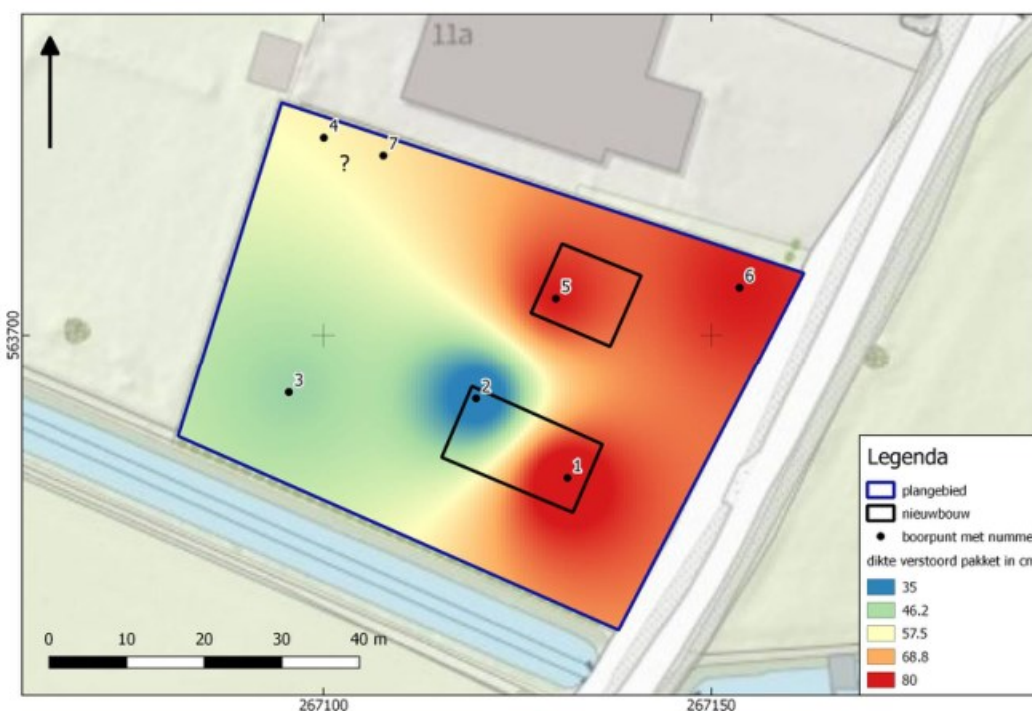 11a
4
7
?
5
6
3
2
1
563700
Legenda
plangebied
nieuwbouw
boorpunt met numme
dikte verstoord pakket in cm
35
46.2
57.5
68.8
80
0 10 20 30 40 m
267100 267150